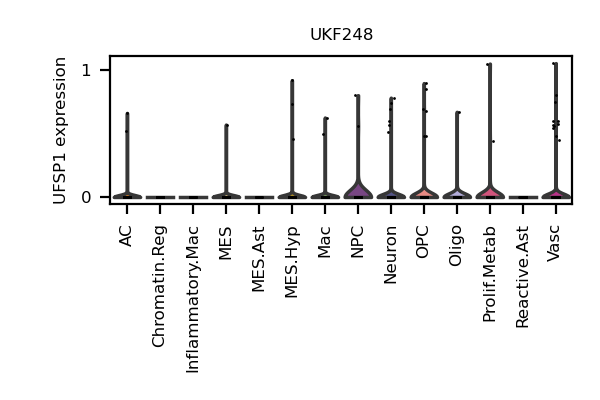 UKF248
UFSP1 expression
1
0
AC
Chromatin.Reg
Inflammatory.Mac
MES
MES.Ast
MES.Hyp
Mac
NPC
Neuron
OPC
Oligo
Prolif.Metab
Reactive.Ast
Vasc